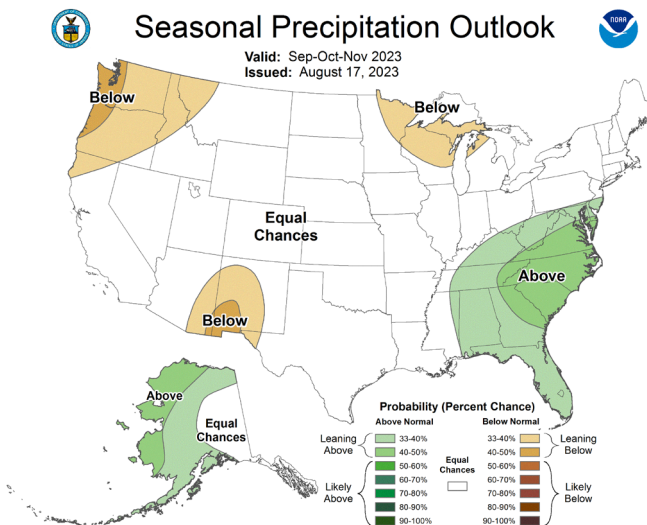 Seasonal Precipitation Outlook
Valid: Sep-Oct-Nov 2023
Issued: August 17, 2023
NOAA
Below
Below
Equal
Chances
Above
Below
Above
Equal
Chances
Probability (Percent Chance)
Above Normal
Below Normal
Leaning
Above
33-40%
40-50%
50-60%
60-70%
70-80%
80-90%
90-100%
Likely
Above
Equal
Chances
33-40%
40-50%
50-60%
60-70%
70-80%
80-90%
90-100%
Leaning
Below
Likely
Below